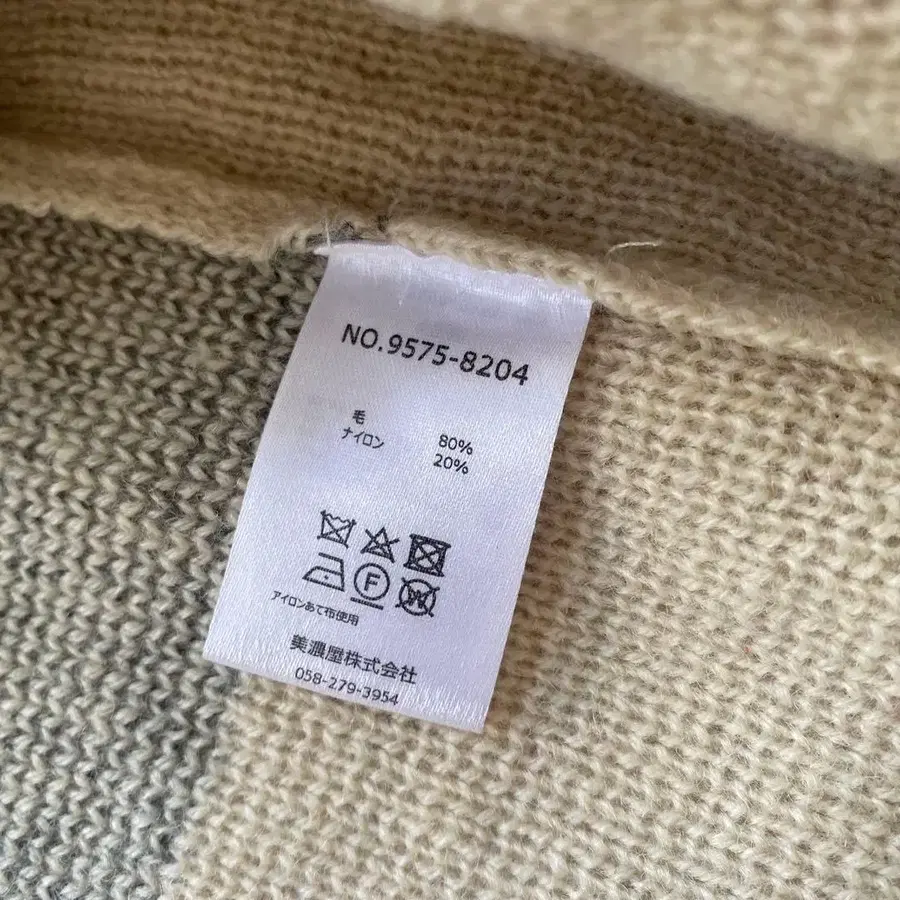 NO.9575-8204
毛 80%
ナイロン 20%
F W
アイロンあて布使用
美濃屋株式会社
058-279-3954